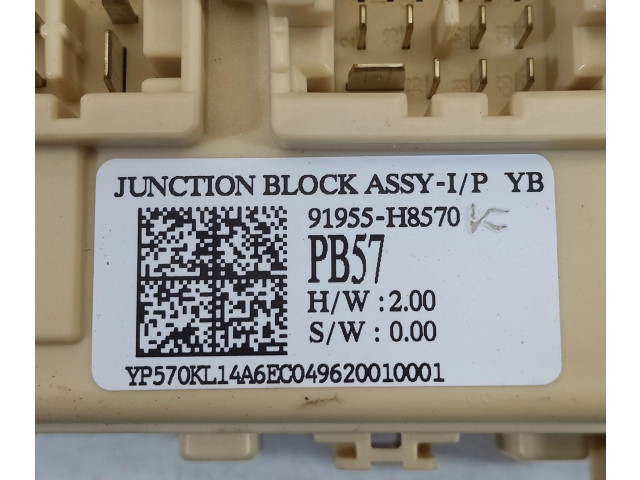 JUNCTION BLOCK ASSY-I/P YB
91955-H8570
PB57
H/W : 2.00
S/W : 0.00
YP570KL14A6EC049620010001